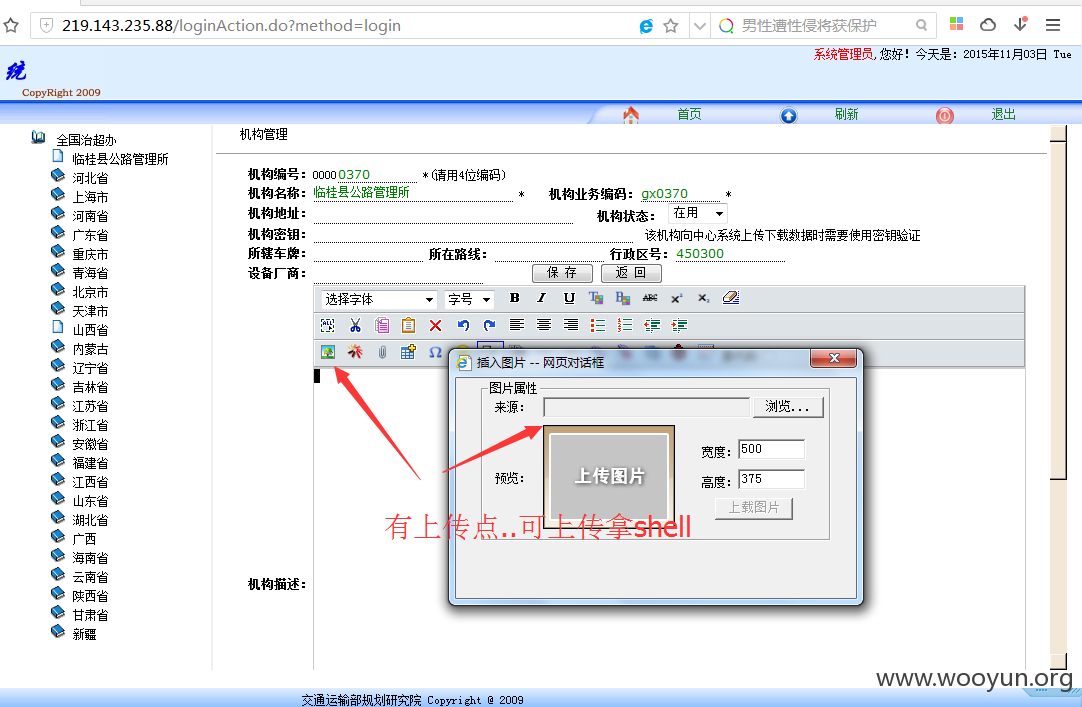 219.143.235.88/loginAction.do?method=login
男性遭性侵将获保护
系统管理员,您好！今天是：2015年11月03日 Tue
统
CopyRight 2009
首页 刷新 退出
全国治超办
临桂县公路管理所
河北省
上海市
河南省
广东省
重庆市
青海省
北京市
天津市
山西省
内蒙古
辽宁省
吉林省
江苏省
浙江省
安徽省
福建省
江西省
山东省
湖北省
广西
海南省
云南省
陕西省
甘肃省
新疆
机构管理
机构编号： 0000 0370 *(请用4位编码)
机构名称： 临桂县公路管理所 * 机构业务编码： gx0370 *
机构地址： 机构状态： 在用
机构密钥： 该机构向中心系统上传下载数据时需要使用密钥验证
所辖车牌： 所在路线： 行政区号： 450300
设备厂商： 保 存 返 回
选择字体 字号 B I U ABC x² x₂
插入图片 -- 网页对话框
图片属性
来源： 浏览...
预览： 上传图片
宽度： 500
高度： 375
上载图片
有上传点..可上传拿shell
机构描述：
www.wooyun.org
交通运输部规划研究院 Copyright @ 2009